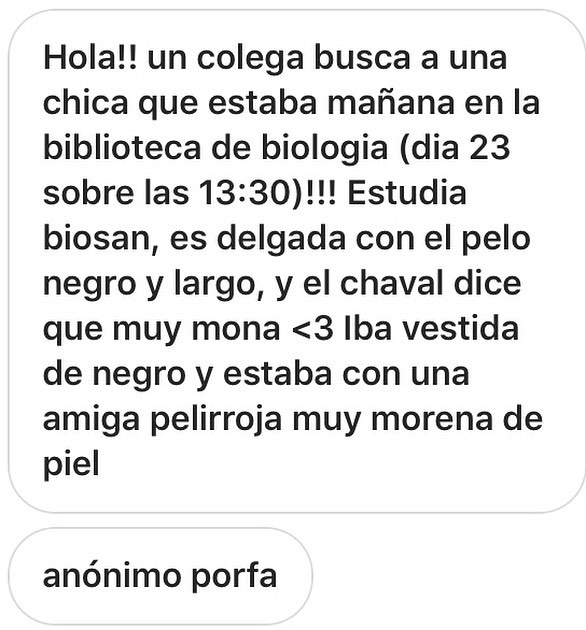 Hola!! un colega busca a una
chica que estaba mañana en la
biblioteca de biologia (dia 23
sobre las 13:30)!!! Estudia
biosan, es delgada con el pelo
negro y largo, y el chaval dice
que muy mona <3 Iba vestida
de negro y estaba con una
amiga pelirroja muy morena de
piel
anónimo porfa